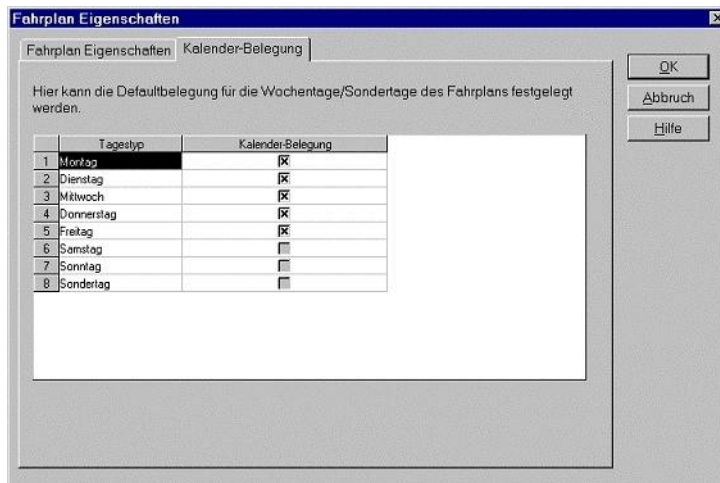 Fahrplan Eigenschaften
Fahrplan Eigenschaften Kalender-Belegung
OK
Abbruch
Hilfe
Hier kann die Defaultbelegung für die Wochentage/Sondertage des Fahrplans festgelegt
werden.
Tagestyp Kalender-Belegung
1 Montag
2 Dienstag
3 Mittwoch
4 Donnerstag
5 Freitag
6 Samstag
7 Sonntag
8 Sondertag